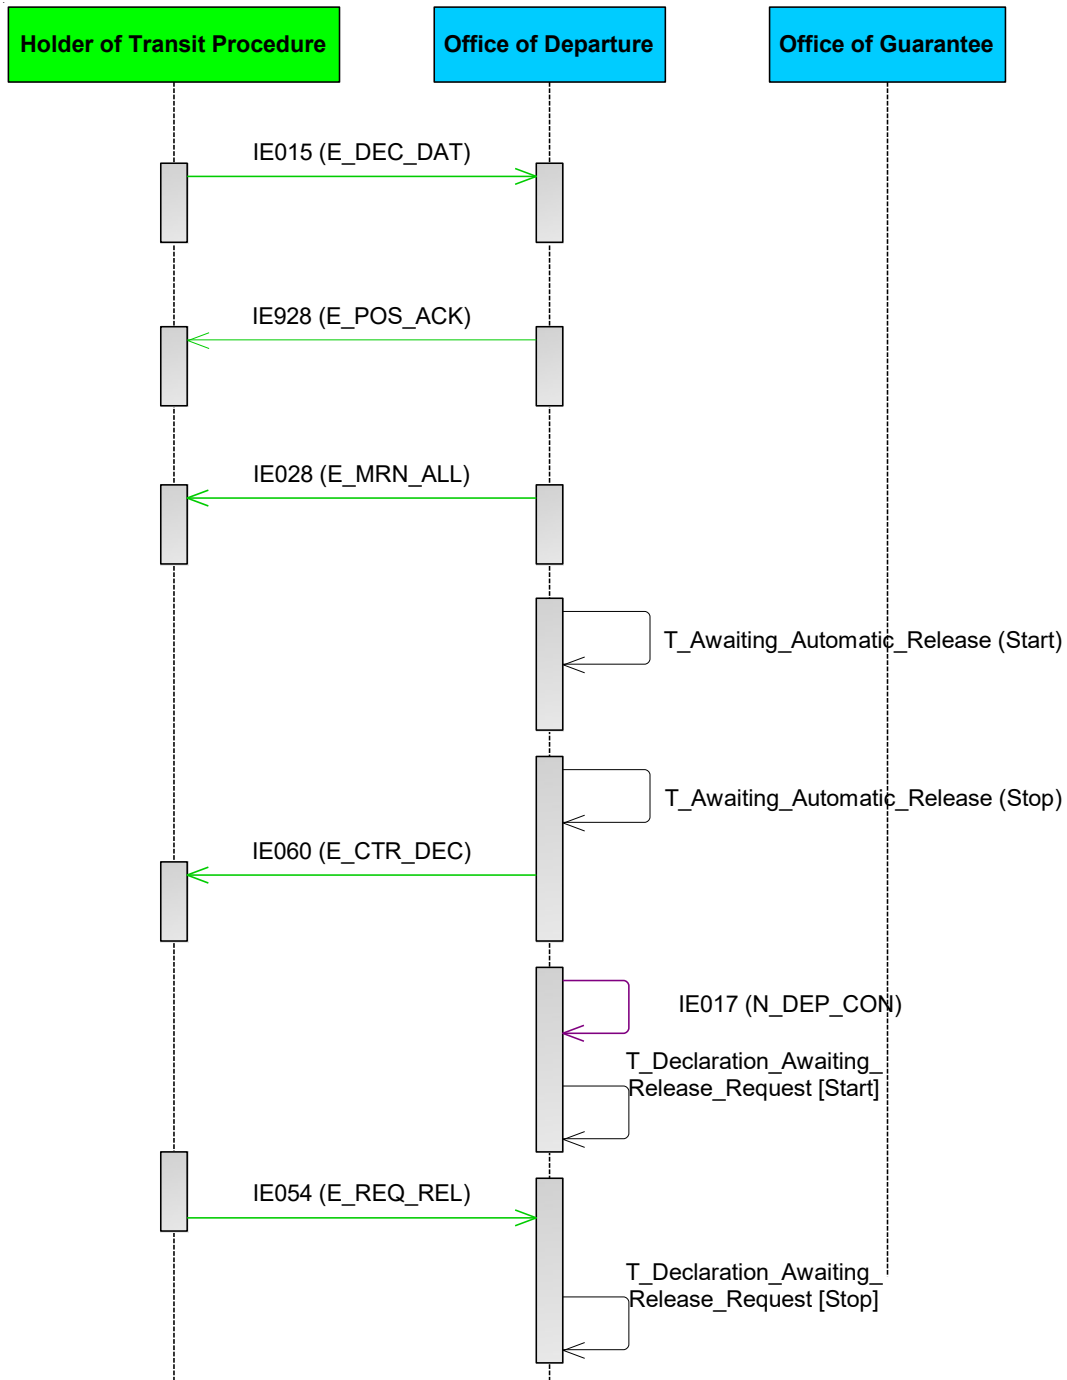 Holder of Transit Procedure
Office of Departure
Office of Guarantee
IE015 (E_DEC_DAT)
IE928 (E_POS_ACK)
IE028 (E_MRN_ALL)
T_Awaiting_Automatic_Release (Start)
T_Awaiting_Automatic_Release (Stop)
IE060 (E_CTR_DEC)
IE017 (N_DEP_CON)
T_Declaration_Awaiting_
Release_Request [Start]
IE054 (E_REQ_REL)
T_Declaration_Awaiting_
Release_Request [Stop]